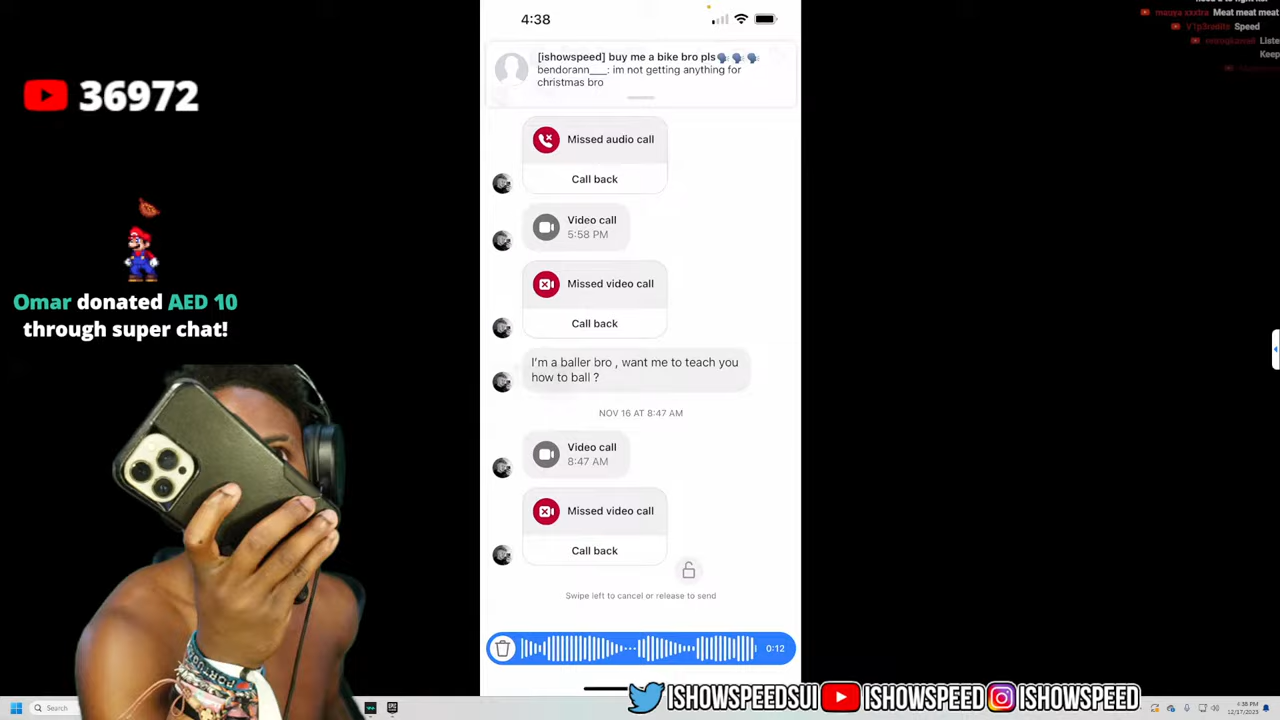 4:38
[ishowspeed] buy me a bike bro pls🗣️🗣️🗣️
bendorann___: im not getting anything for
christmas bro
36972
Missed audio call
Call back
Video call
5:58 PM
Missed video call
Call back
Omar donated AED 10
through super chat!
I'm a baller bro , want me to teach you
how to ball ?
NOV 16 AT 8:47 AM
Video call
8:47 AM
Missed video call
Call back
Swipe left to cancel or release to send
0:12
ISHOWSPEEDSUI ISHOWSPEED ISHOWSPEED
Meat meat meat
Speed
Keep
Search
4:38 PM